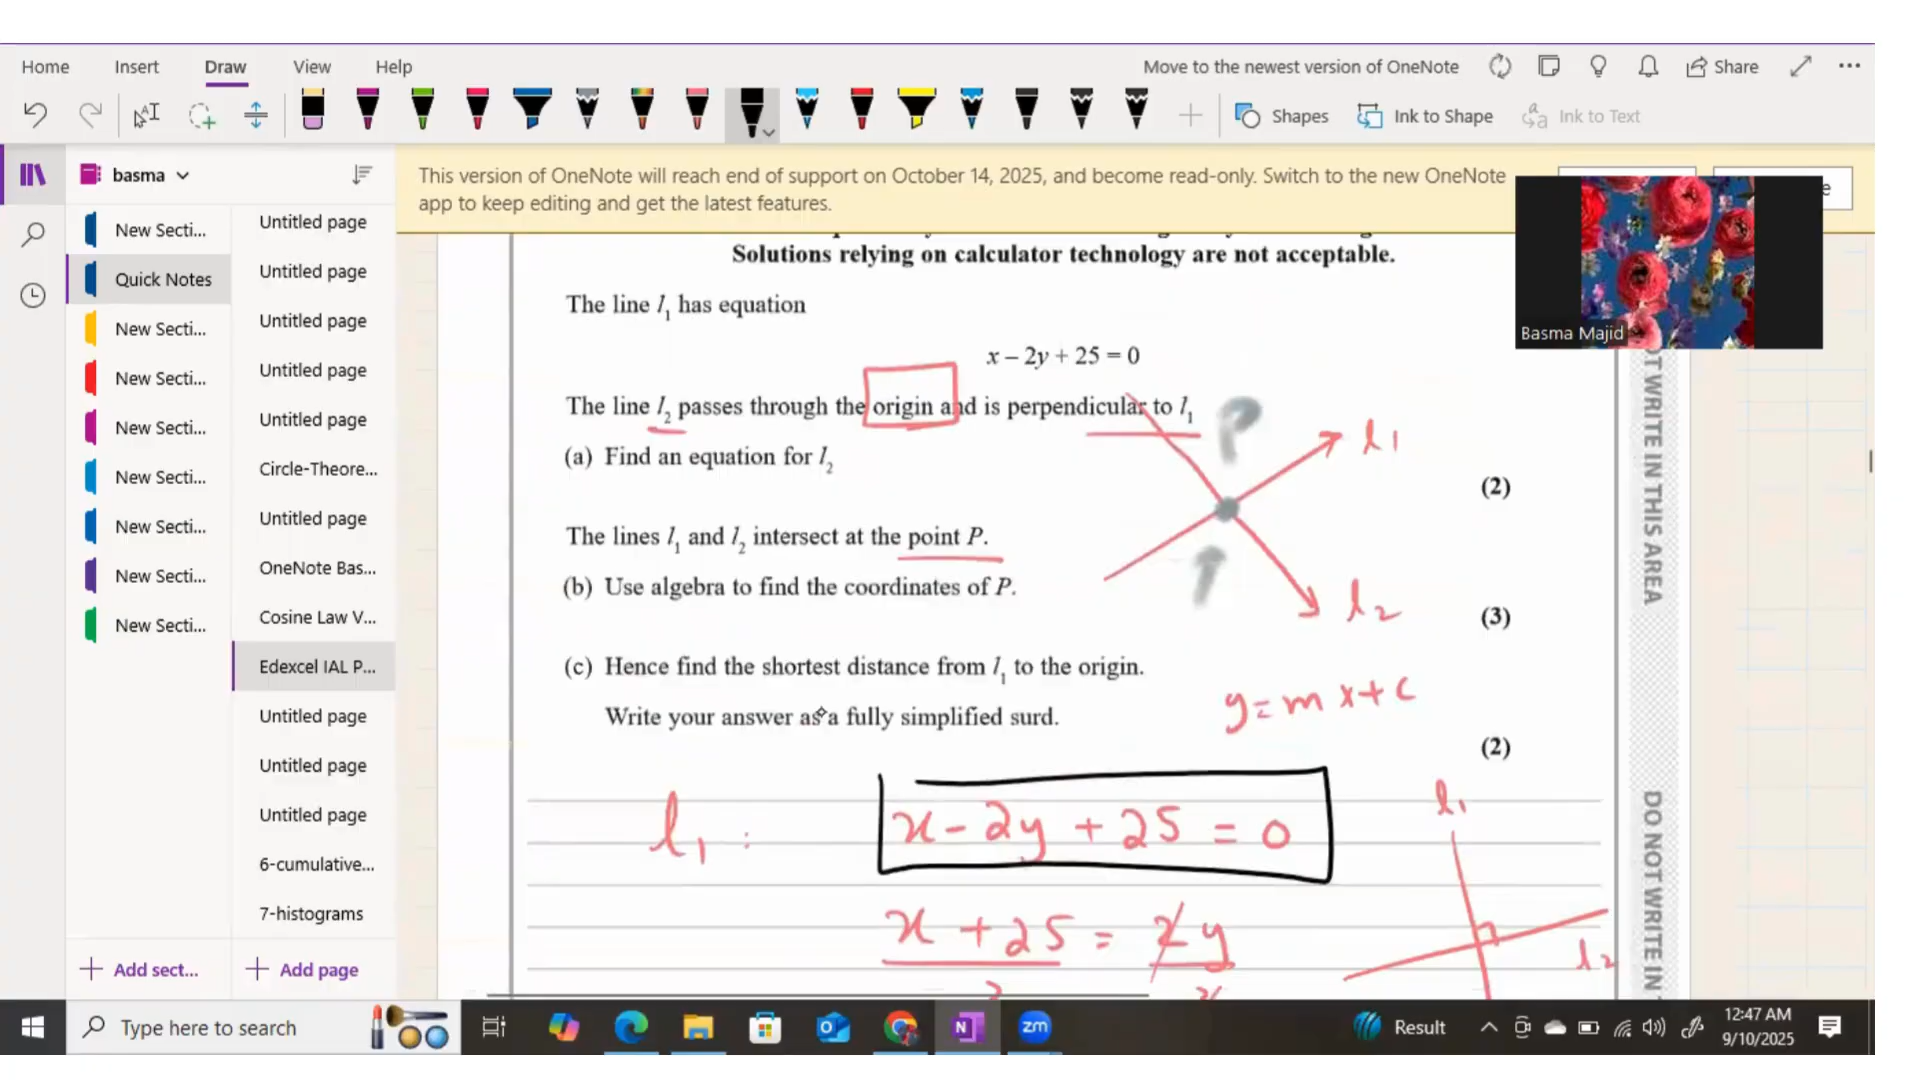 Home Insert Draw View Help Move to the newest version of OneNote Share
Shapes Ink to Shape Ink to Text
basma
This version of OneNote will reach end of support on October 14, 2025, and become read-only. Switch to the new OneNote
app to keep editing and get the latest features.
New Secti...
Quick Notes
New Secti...
New Secti...
New Secti...
New Secti...
New Secti...
New Secti...
New Secti...
Add sect...
Untitled page
Untitled page
Untitled page
Untitled page
Untitled page
Circle-Theore...
Untitled page
OneNote Bas...
Cosine Law V...
Edexcel IAL P...
Untitled page
Untitled page
Untitled page
6-cumulative...
7-histograms
Add page
Basma Majid
Solutions relying on calculator technology are not acceptable.
The line l₁ has equation
x – 2y + 25 = 0
The line l₂ passes through the origin and is perpendicular to l₁
(a) Find an equation for l₂
(2)
The lines l₁ and l₂ intersect at the point P.
(b) Use algebra to find the coordinates of P.
(3)
(c) Hence find the shortest distance from l₁ to the origin.
Write your answer as a fully simplified surd.
(2)
P
l₁
l₂
y = mx + c
l₁ : x - 2y + 25 = 0
x + 25 = 2y
l₁
l₂
WRITE IN THIS AREA
DO NOT WRITE IN
Type here to search
zm
Result
12:47 AM
9/10/2025